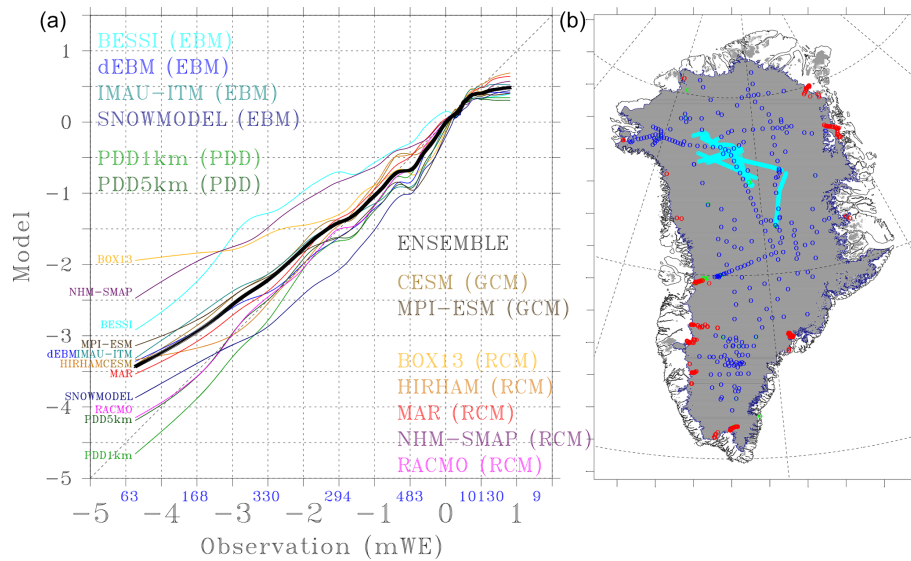 (a)
(b)
BESSI (EBM)
dEBM (EBM)
IMAU-ITM (EBM)
SNOWMODEL (EBM)
PDD1km (PDD)
PDD5km (PDD)
ENSEMBLE
CESM (GCM)
MPI-ESM (GCM)
BOX13 (RCM)
HIRHAM (RCM)
MAR (RCM)
NHM-SMAP (RCM)
RACMO (RCM)
BOX13
NHM-SMAP
BESSI
MPI-ESM
dEBMIMAU-ITM
HIRHAMCESM
MAR
SNOWMODEL
RACMO
PDD5km
PDD1km
Model
1
0
-1
-2
-3
-4
-5
63 168 330 294 483 10130 9
-5 -4 -3 -2 -1 0 1
Observation (mWE)